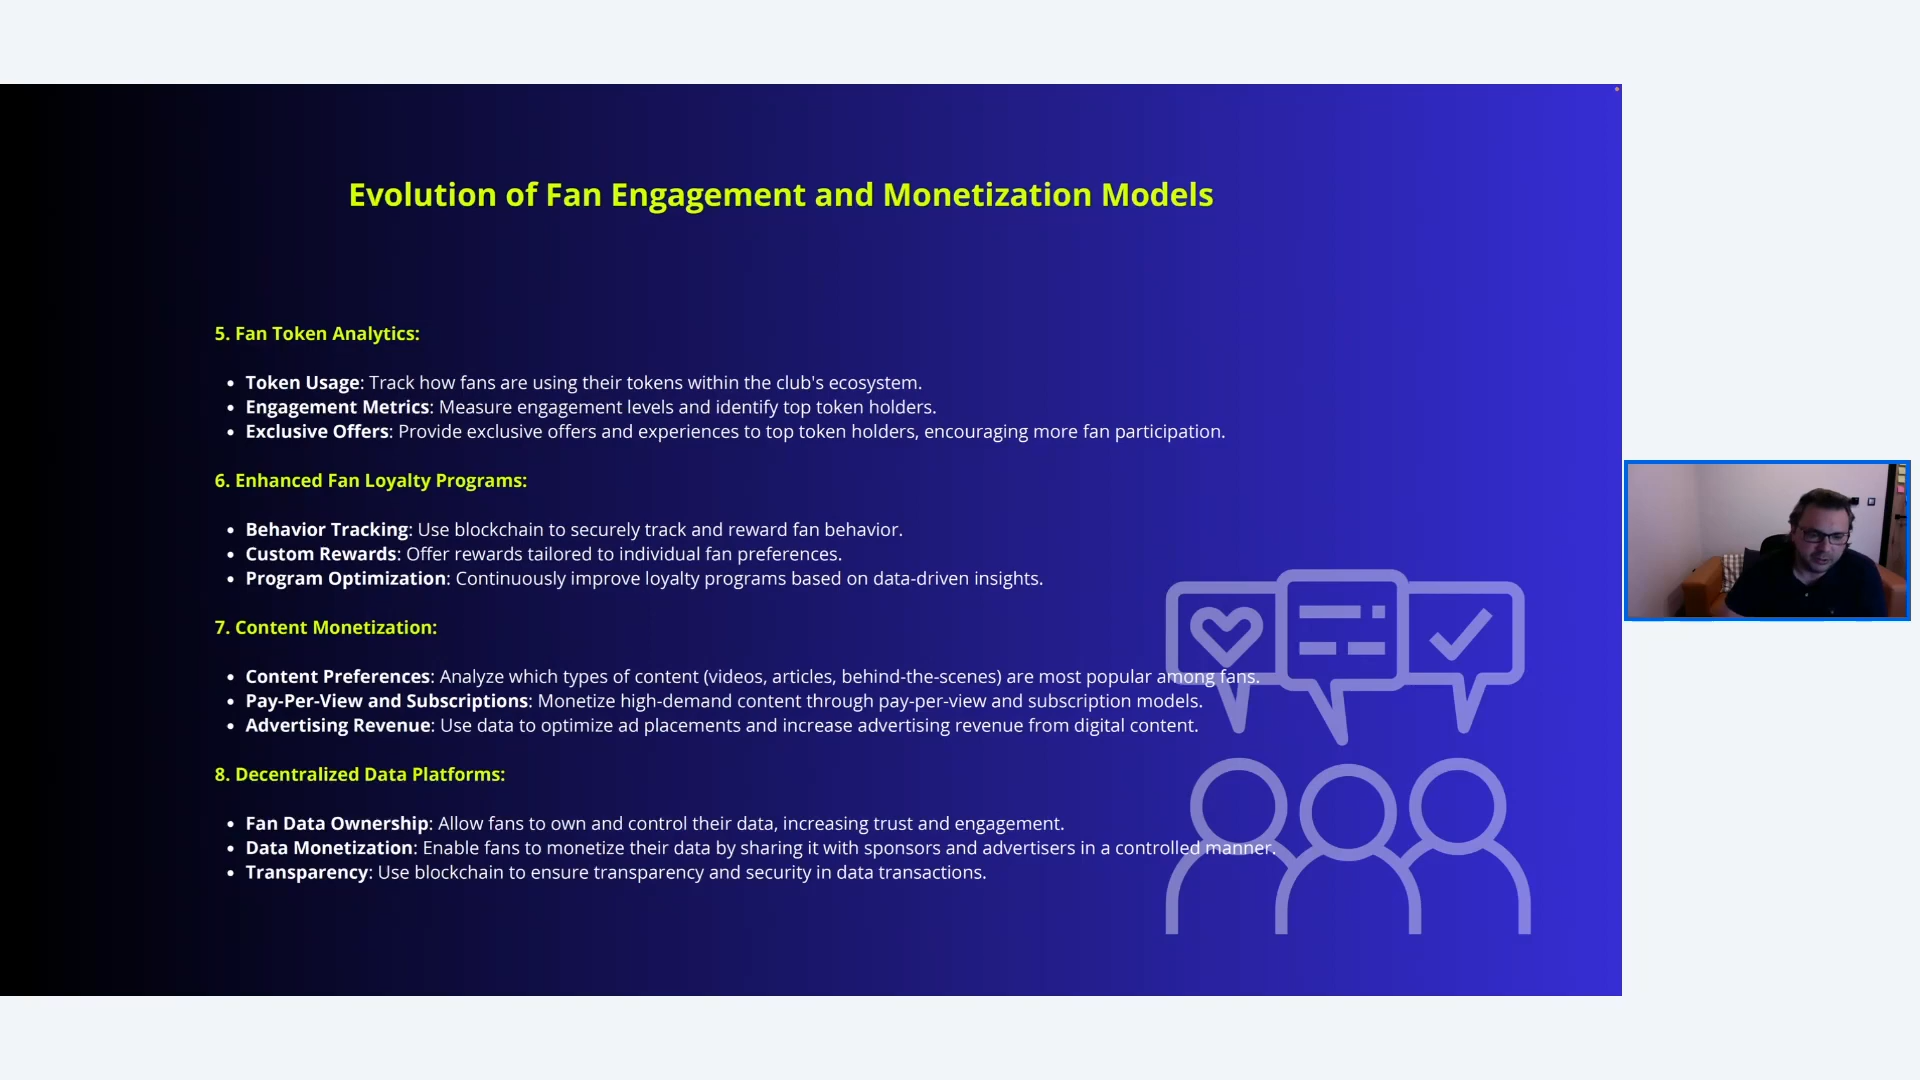 Evolution of Fan Engagement and Monetization Models
5. Fan Token Analytics:
• Token Usage: Track how fans are using their tokens within the club's ecosystem.
• Engagement Metrics: Measure engagement levels and identify top token holders.
• Exclusive Offers: Provide exclusive offers and experiences to top token holders, encouraging more fan participation.
6. Enhanced Fan Loyalty Programs:
• Behavior Tracking: Use blockchain to securely track and reward fan behavior.
• Custom Rewards: Offer rewards tailored to individual fan preferences.
• Program Optimization: Continuously improve loyalty programs based on data-driven insights.
7. Content Monetization:
• Content Preferences: Analyze which types of content (videos, articles, behind-the-scenes) are most popular among fans.
• Pay-Per-View and Subscriptions: Monetize high-demand content through pay-per-view and subscription models.
• Advertising Revenue: Use data to optimize ad placements and increase advertising revenue from digital content.
8. Decentralized Data Platforms:
• Fan Data Ownership: Allow fans to own and control their data, increasing trust and engagement.
• Data Monetization: Enable fans to monetize their data by sharing it with sponsors and advertisers in a controlled manner.
• Transparency: Use blockchain to ensure transparency and security in data transactions.